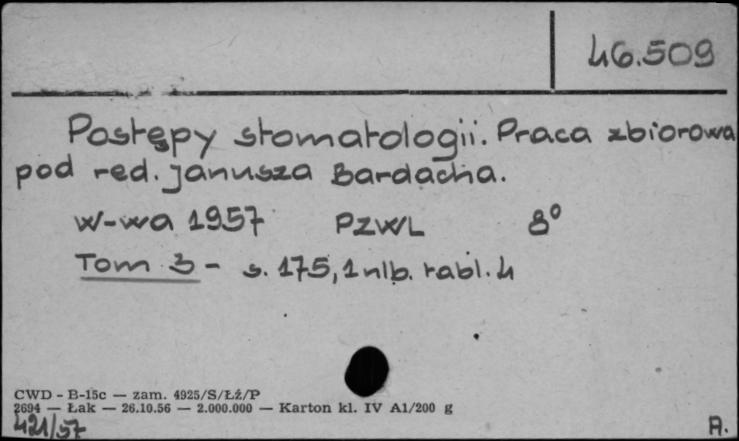 46.509
Postępy stomatologii. Praca zbiorowa
pod red. Janusza Bardacha.
W-wa 1957 PZWL 8°
Tom 3 - s. 175, 1 nlb. tabl. 4
CWD - B-15c — zam. 4925/S/ŁŹ/P
2694 — Łak — 26.10.56 — 2.000.000 — Karton kl. IV A1/200 g
421/57
A.